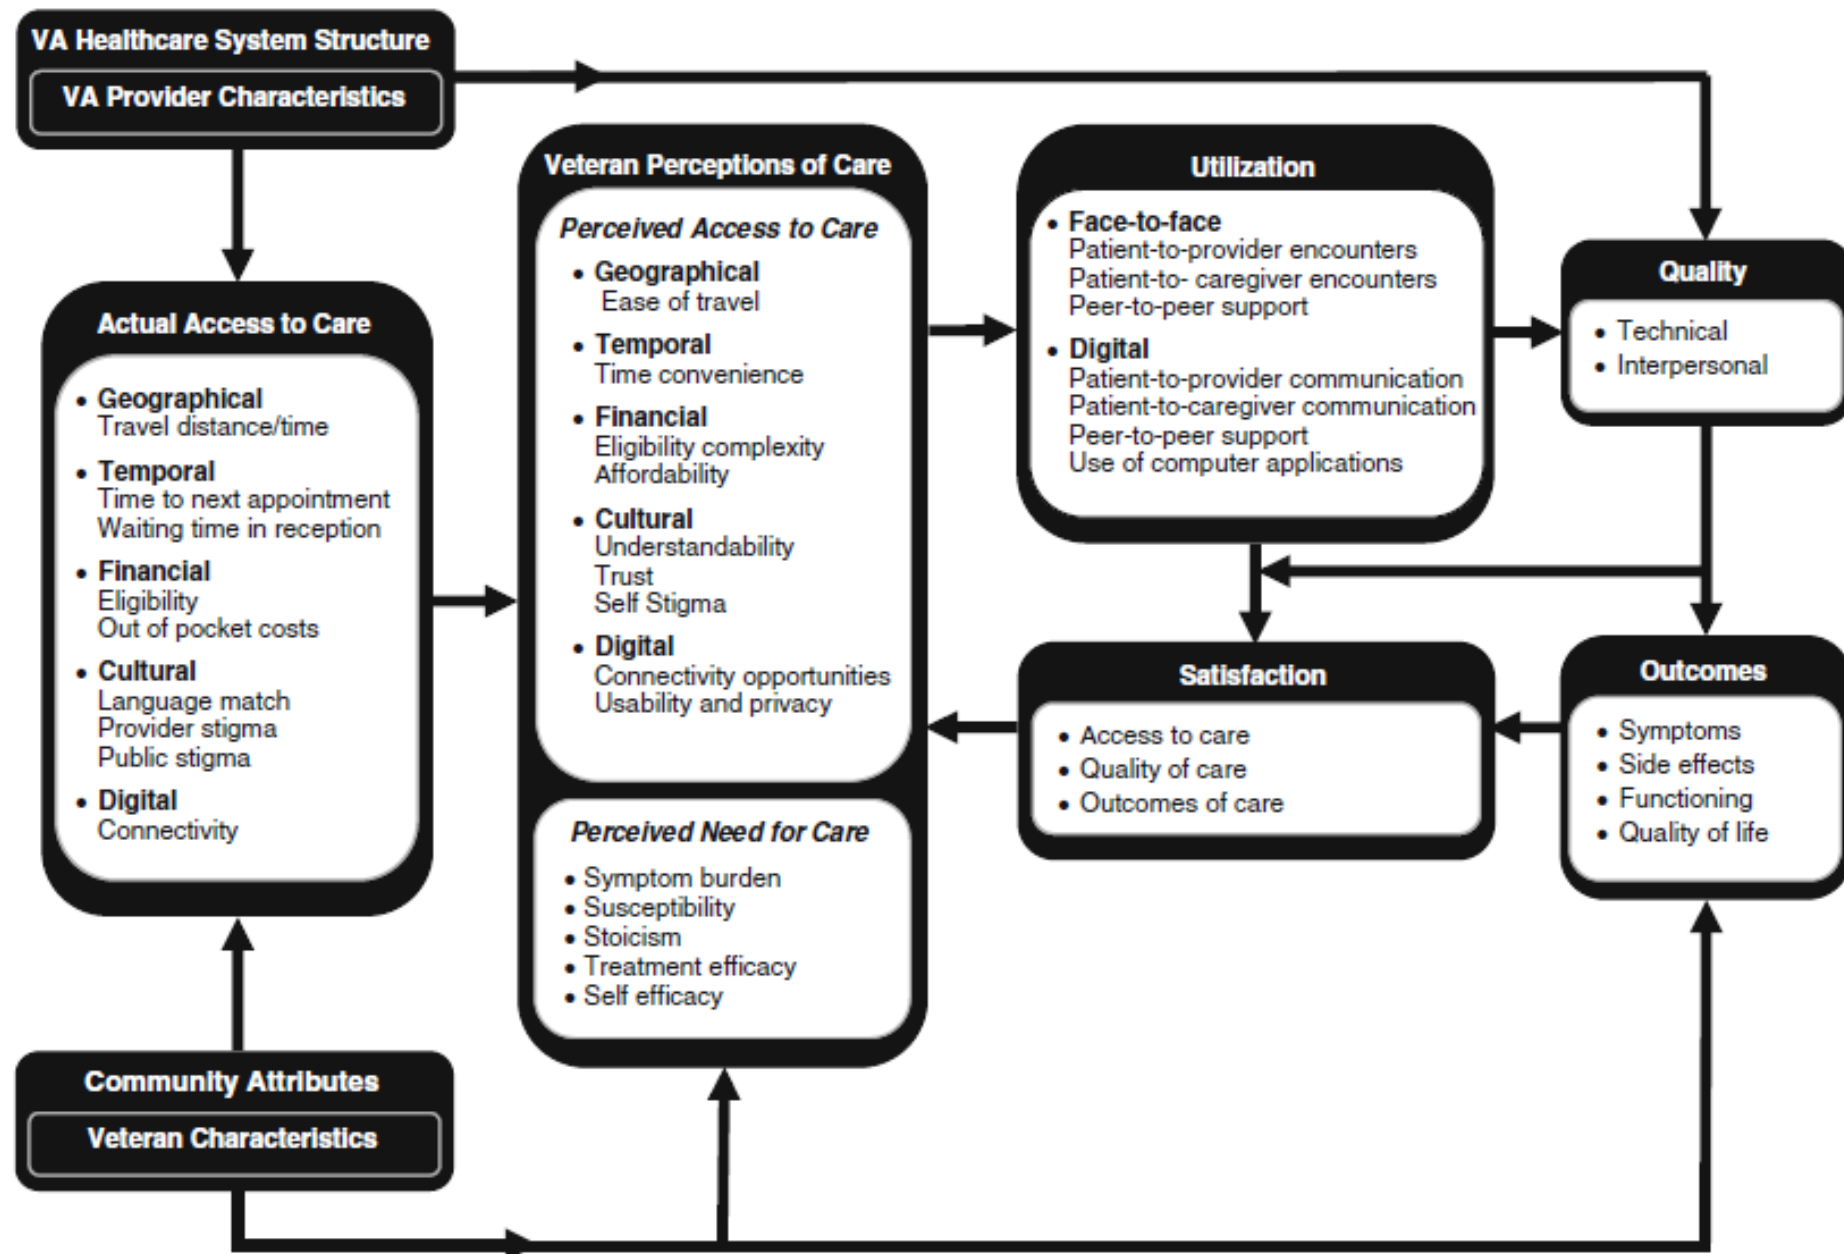 VA Healthcare System Structure
VA Provider Characteristics
Actual Access to Care
• Geographical
Travel distance/time
• Temporal
Time to next appointment
Waiting time in reception
• Financial
Eligibility
Out of pocket costs
• Cultural
Language match
Provider stigma
Public stigma
• Digital
Connectivity
Community Attributes
Veteran Characteristics
Veteran Perceptions of Care
Perceived Access to Care
• Geographical
Ease of travel
• Temporal
Time convenience
• Financial
Eligibility complexity
Affordability
• Cultural
Understandability
Trust
Self Stigma
• Digital
Connectivity opportunities
Usability and privacy
Perceived Need for Care
• Symptom burden
• Susceptibility
• Stoicism
• Treatment efficacy
• Self efficacy
Utilization
• Face-to-face
Patient-to-provider encounters
Patient-to- caregiver encounters
Peer-to-peer support
• Digital
Patient-to-provider communication
Patient-to-caregiver communication
Peer-to-peer support
Use of computer applications
Quality
• Technical
• Interpersonal
Satisfaction
• Access to care
• Quality of care
• Outcomes of care
Outcomes
• Symptoms
• Side effects
• Functioning
• Quality of life